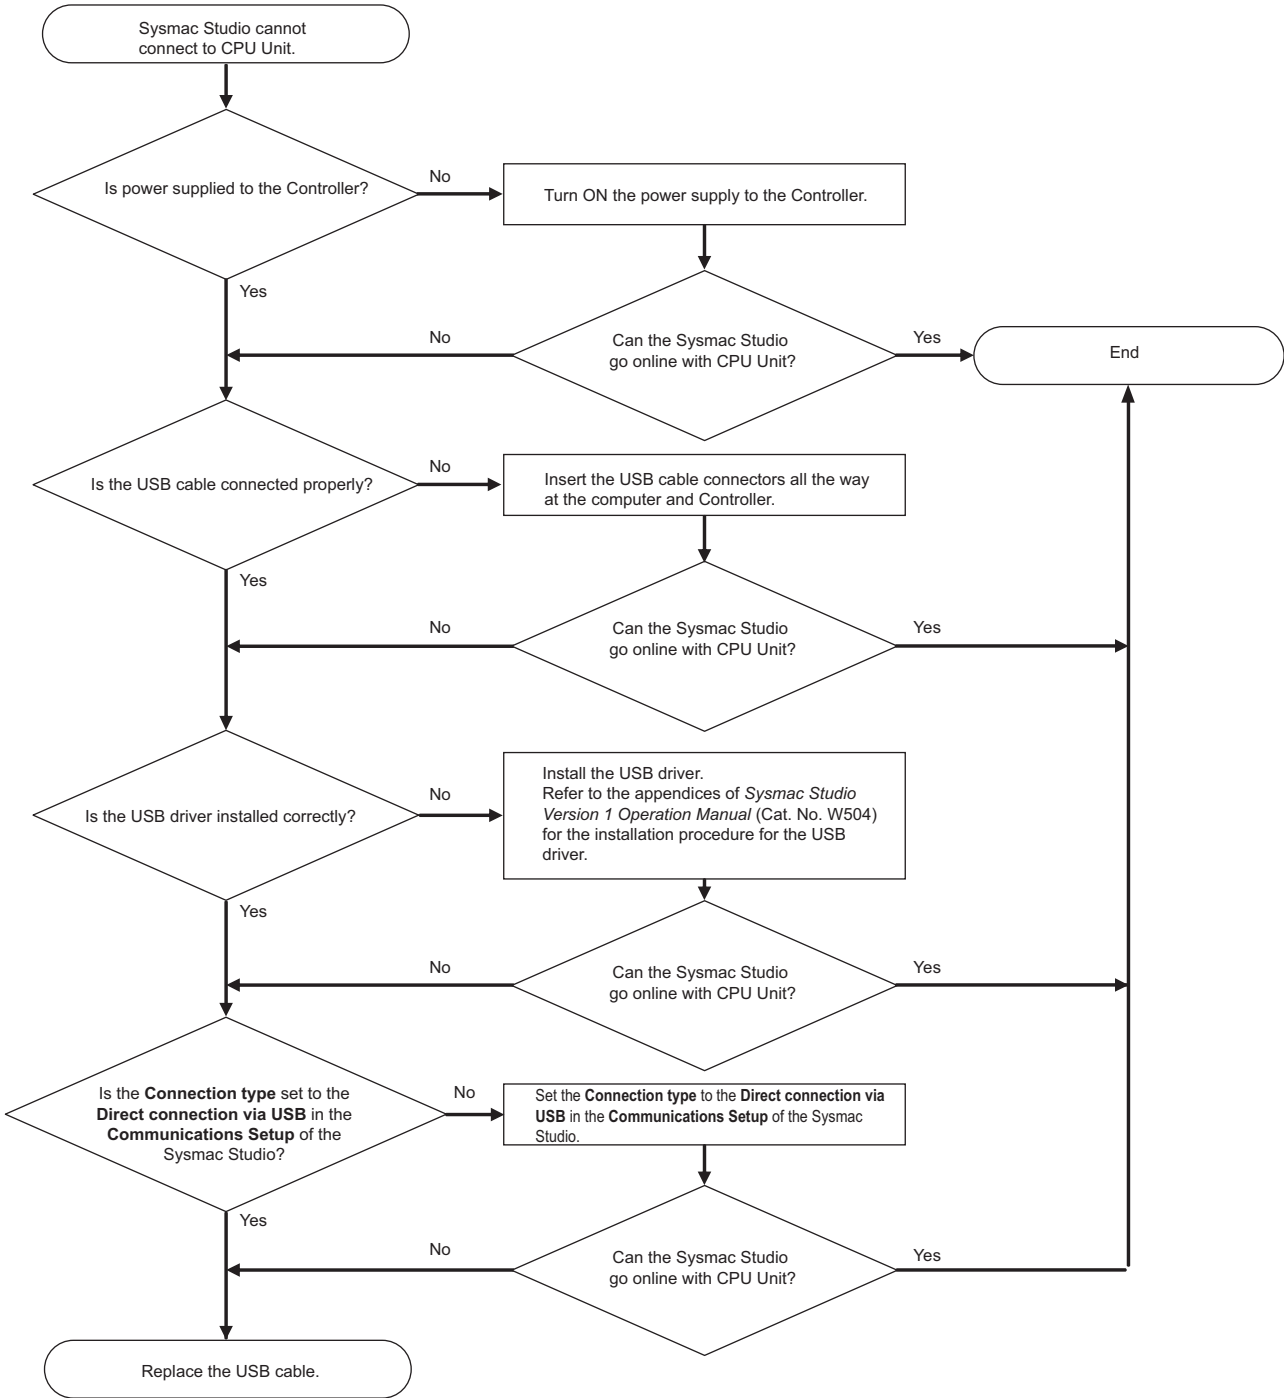 Sysmac Studio cannot
connect to CPU Unit.
Is power supplied to the Controller?
No
Turn ON the power supply to the Controller.
Yes
No
Can the Sysmac Studio
go online with CPU Unit?
Yes
End
Is the USB cable connected properly?
No
Insert the USB cable connectors all the way
at the computer and Controller.
Yes
No
Can the Sysmac Studio
go online with CPU Unit?
Yes
Is the USB driver installed correctly?
No
Install the USB driver.
Refer to the appendices of Sysmac Studio
Version 1 Operation Manual (Cat. No. W504)
for the installation procedure for the USB
driver.
Yes
No
Can the Sysmac Studio
go online with CPU Unit?
Yes
Is the Connection type set to the
Direct connection via USB in the
Communications Setup of the
Sysmac Studio?
No
Set the Connection type to the Direct connection via
USB in the Communications Setup of the Sysmac
Studio.
Yes
No
Can the Sysmac Studio
go online with CPU Unit?
Yes
Replace the USB cable.